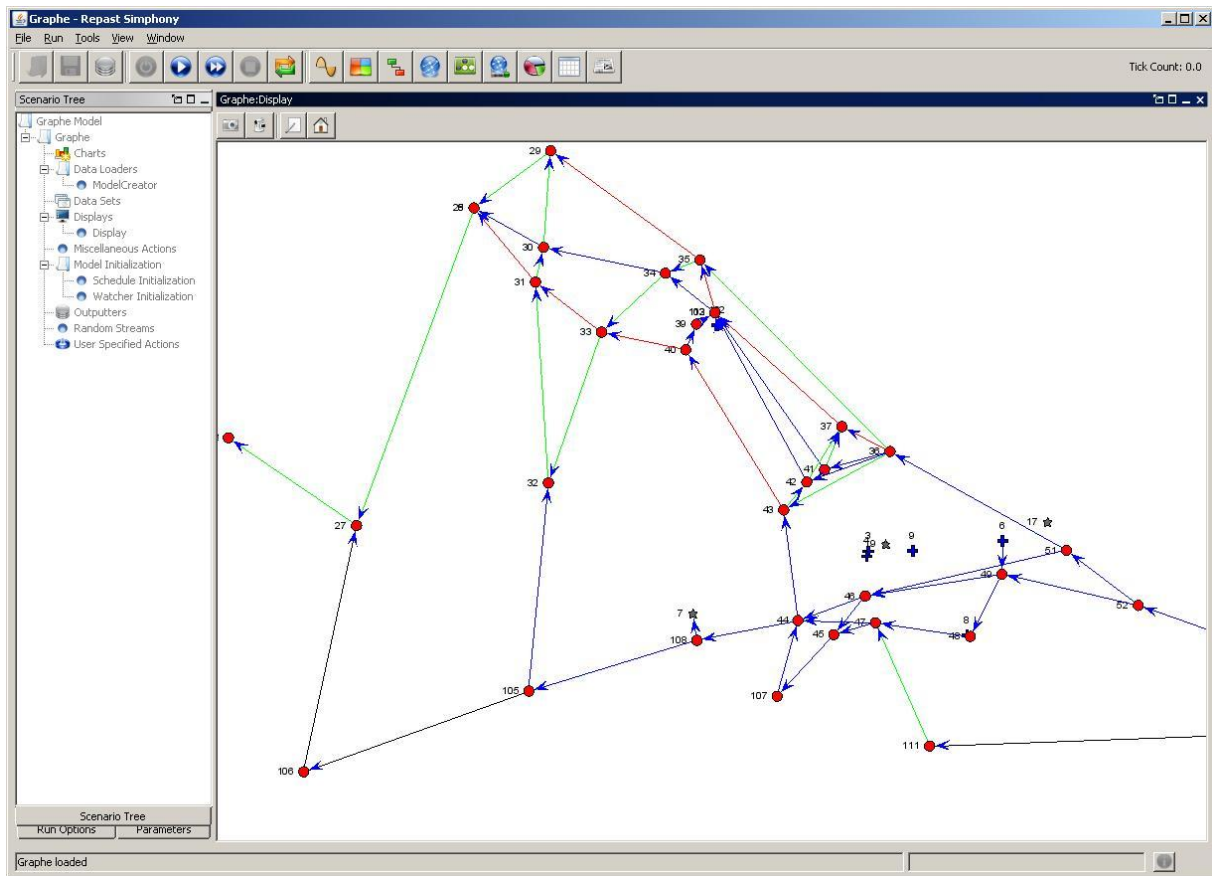 Graphe - Repast Simphony
File Run Tools View Window
Tick Count: 0.0
Scenario Tree
Graphe:Display
Graphe Model
Graphe
Charts
Data Loaders
ModelCreator
Data Sets
Displays
Display
Miscellaneous Actions
Model Initialization
Schedule Initialization
Watcher Initialization
Outputters
Random Streams
User Specified Actions
29
30
35
34
31
39
33
40
37
36
41
32
42
43
17
6
3
9
27
51
49
46
52
7
8
44
47
45
48
108
105
107
111
106
Scenario Tree
Run Options Parameters
Graphe loaded